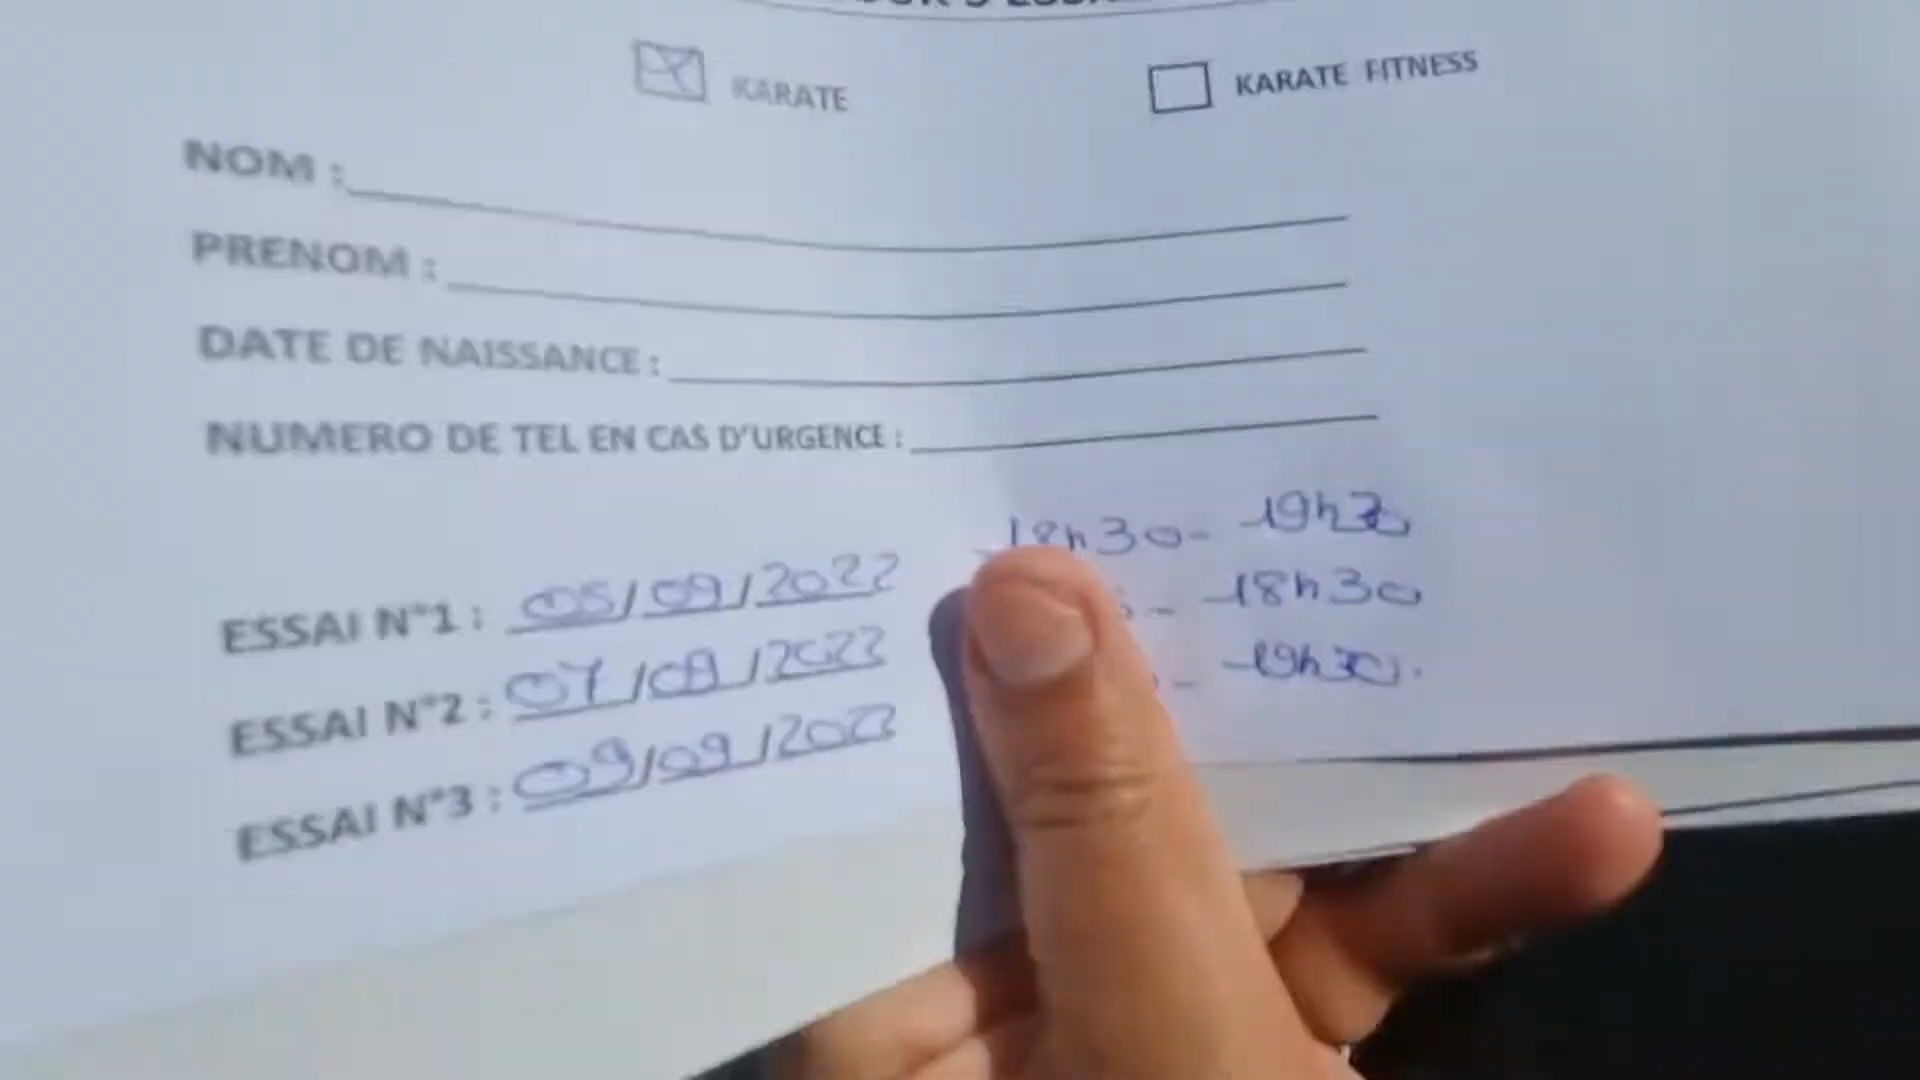 KARATE KARATE FITNESS
NOM :
PRENOM :
DATE DE NAISSANCE :
NUMERO DE TEL EN CAS D'URGENCE :
ESSAI N°1 : 05/09/2022 18h30- 19h30
ESSAI N°2 : 07/09/2022 - 18h30
ESSAI N°3 : 09/09/2022 - 19h30.